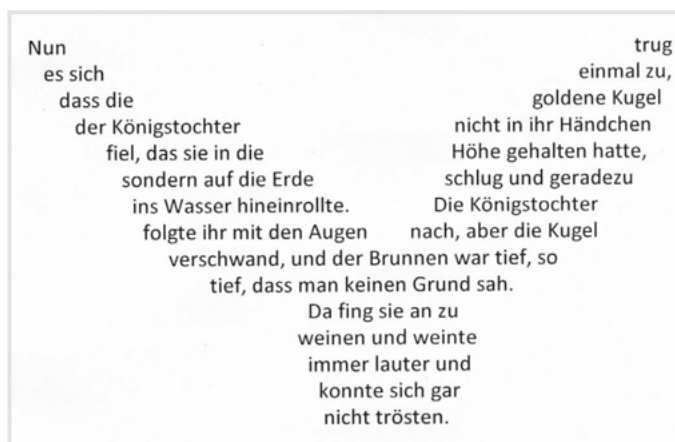 Nun trug
es sich einmal zu,
dass die goldene Kugel
der Königstochter nicht in ihr Händchen
fiel, das sie in die Höhe gehalten hatte,
sondern auf die Erde schlug und geradezu
ins Wasser hineinrollte. Die Königstochter
folgte ihr mit den Augen nach, aber die Kugel
verschwand, und der Brunnen war tief, so
tief, dass man keinen Grund sah.
Da fing sie an zu
weinen und weinte
immer lauter und
konnte sich gar
nicht trösten.